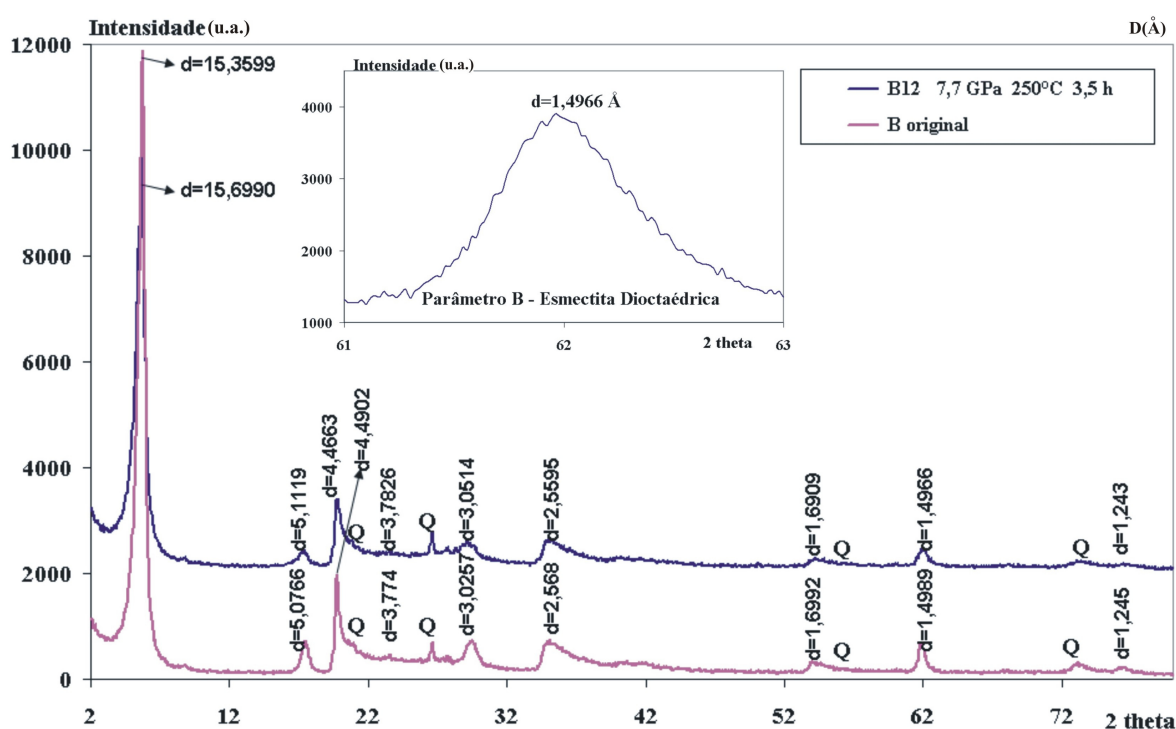 Intensidade (u.a.)
D(Å)
12000
10000
8000
6000
4000
2000
0
d=15,3599
d=15,6990
Intensidade (u.a.)
d=1,4966 Å
4000
3000
2000
1000
Parâmetro B - Esmectita Dioctaédrica
61
62
63
2 theta
B12 7,7 GPa 250°C 3,5 h
B original
d=5,1119
d=4,4663
d=4,4902
Q
d=3,7826
Q
d=3,0514
d=2,5595
d=1,6909
Q
d=1,4966
Q
d=1,243
d=5,0766
Q
d=3,774
Q
d=3,0257
d=2,568
d=1,6992
Q
d=1,4989
Q
d=1,245
2
12
22
32
42
52
62
72
2 theta